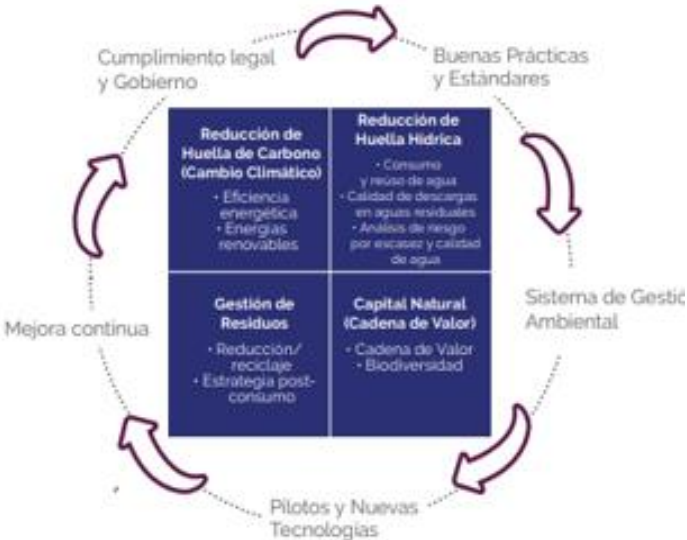 Cumplimiento legal
y Gobierno
Buenas Prácticas
y Estándares
Reducción de
Huella de Carbono
(Cambio Climático)
• Eficiencia
energética
• Energías
renovables
Reducción de
Huella Hídrica
• Consumo
y reúso de agua
• Calidad de descargas
en aguas residuales
• Análisis de riesgo
por escasez y calidad
de agua
Gestión de
Residuos
• Reducción/
reciclaje
• Estrategia post-
consumo
Capital Natural
(Cadena de Valor)
• Cadena de Valor
• Biodiversidad
Mejora continua
Sistema de Gestió
Ambiental
Pilotos y Nuevas
Tecnologías